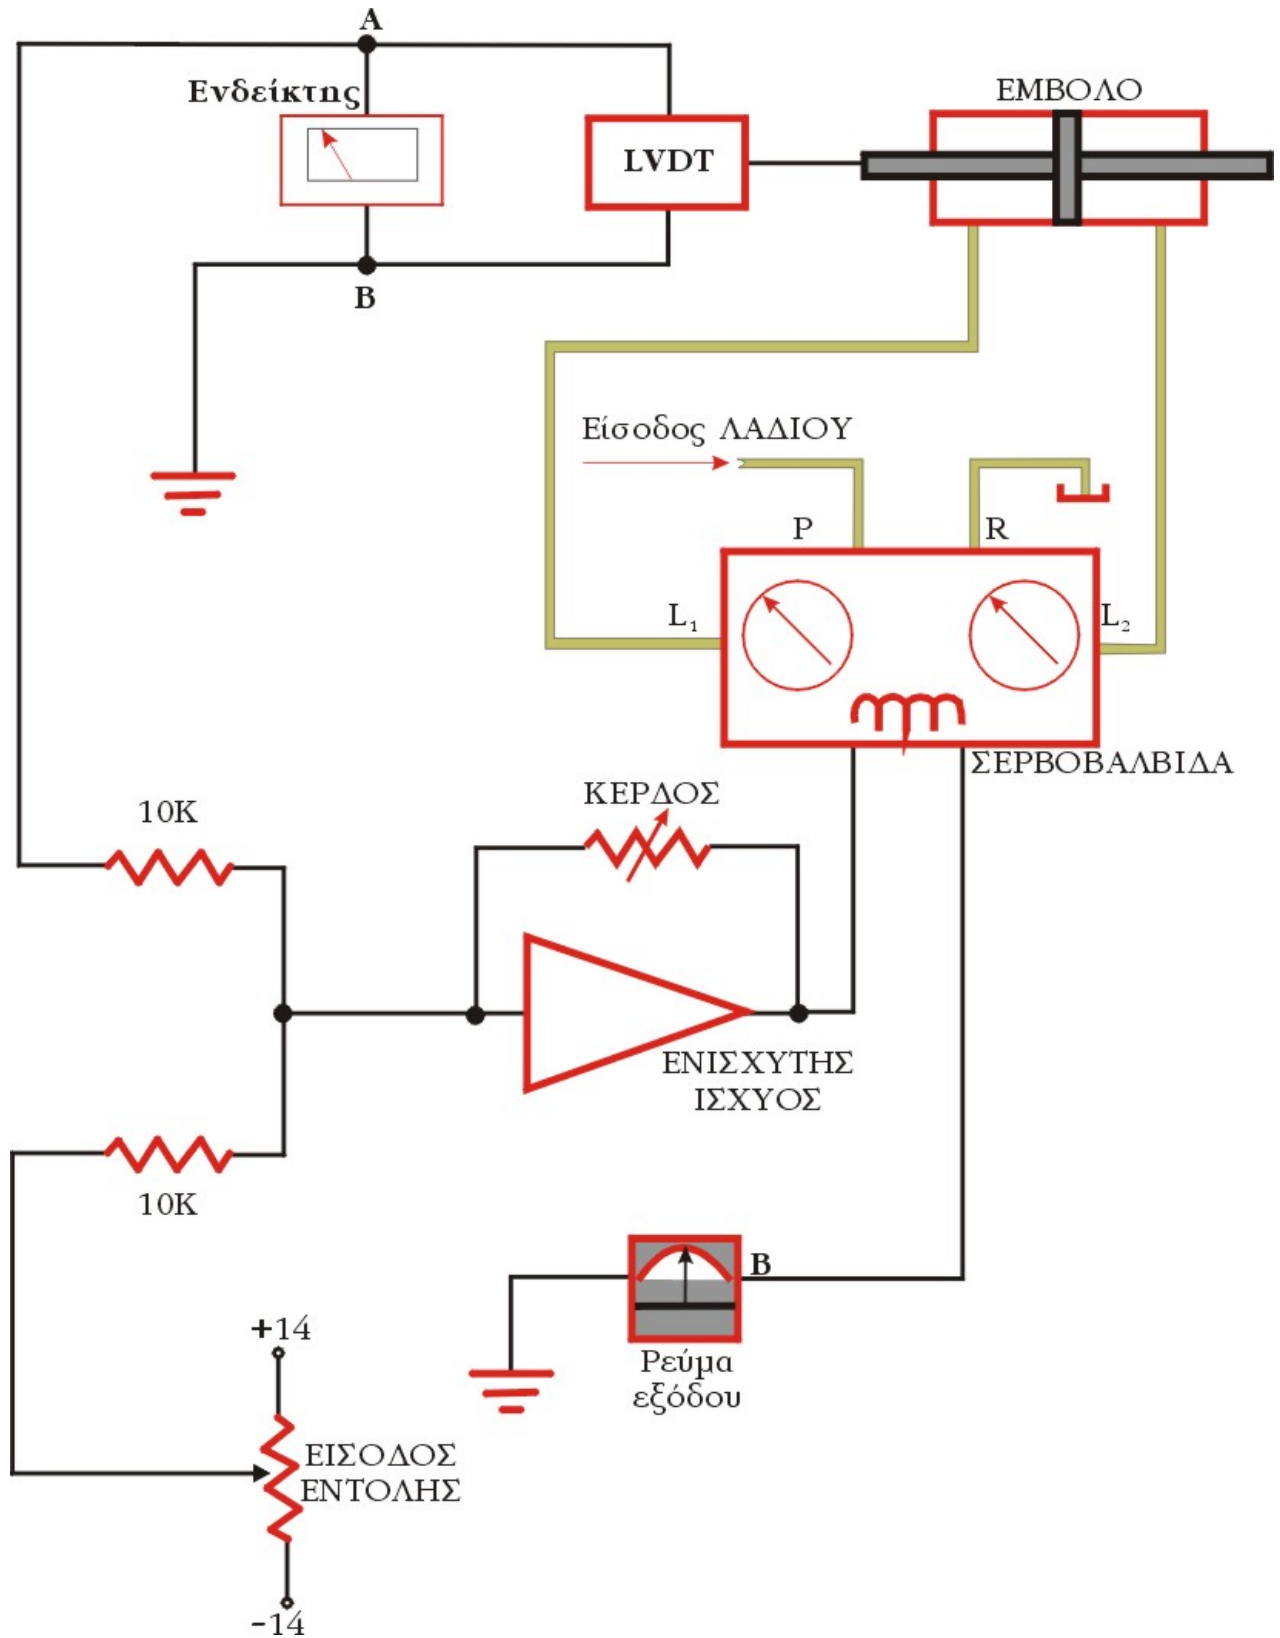 A
Ενδείκτης
ΕΜΒΟΛΟ
LVDT
B
Είσοδος ΛΑΔΙΟΥ
P
R
L₁
L₂
ΣΕΡΒΟΒΑΛΒΙΔΑ
10K
ΚΕΡΔΟΣ
ΕΝΙΣΧΥΤΗΣ
ΙΣΧΥΟΣ
10K
B
Ρεύμα
εξόδου
+14
ΕΙΣΟΔΟΣ
ΕΝΤΟΛΗΣ
-14